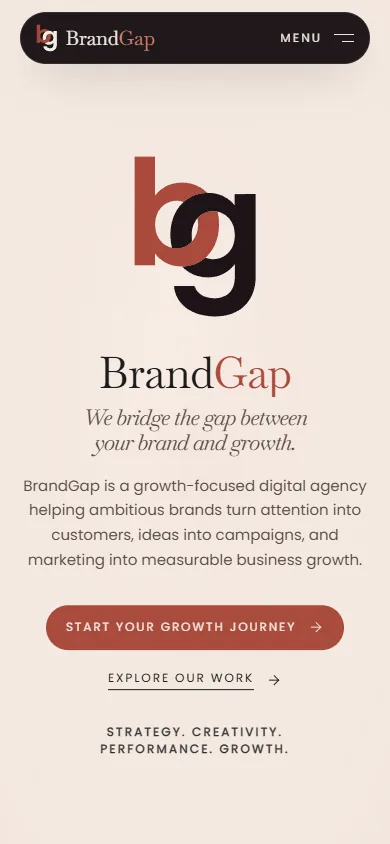 bg BrandGap
MENU
bg
BrandGap
We bridge the gap between
your brand and growth.
BrandGap is a growth-focused digital agency
helping ambitious brands turn attention into
customers, ideas into campaigns, and
marketing into measurable business growth.
START YOUR GROWTH JOURNEY →
EXPLORE OUR WORK →
STRATEGY. CREATIVITY.
PERFORMANCE. GROWTH.